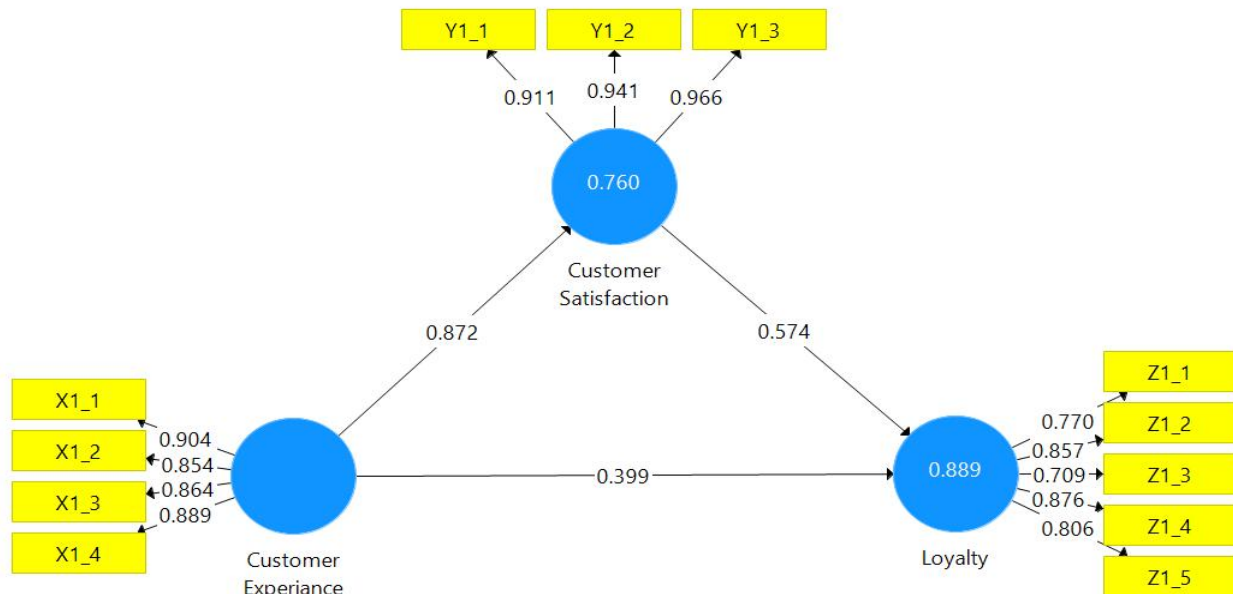 Y1_1
Y1_2
Y1_3
0.911
0.941
0.966
0.760
Customer
Satisfaction
0.872
0.574
X1_1
X1_2
X1_3
X1_4
0.904
0.854
0.864
0.889
Customer
Experiance
0.399
0.889
Loyalty
0.770
0.857
0.709
0.876
0.806
Z1_1
Z1_2
Z1_3
Z1_4
Z1_5